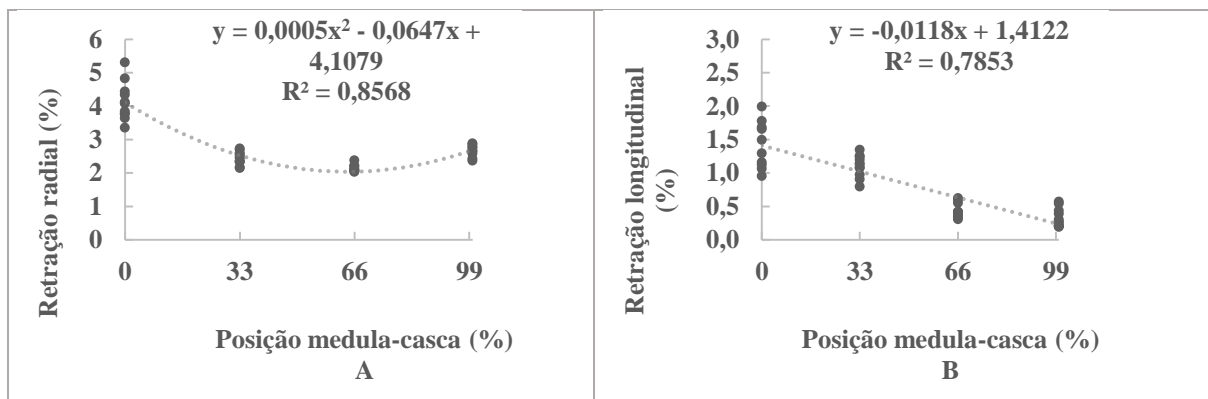 y = 0,0005x² - 0,0647x +
4,1079
R² = 0,8568
Retração radial (%)
6
5
4
3
2
1
0
0 33 66 99
Posição medula-casca (%)
A
y = -0,0118x + 1,4122
R² = 0,7853
Retração longitudinal
(%)
3,0
2,5
2,0
1,5
1,0
0,5
0,0
0 33 66 99
Posição medula-casca (%)
B